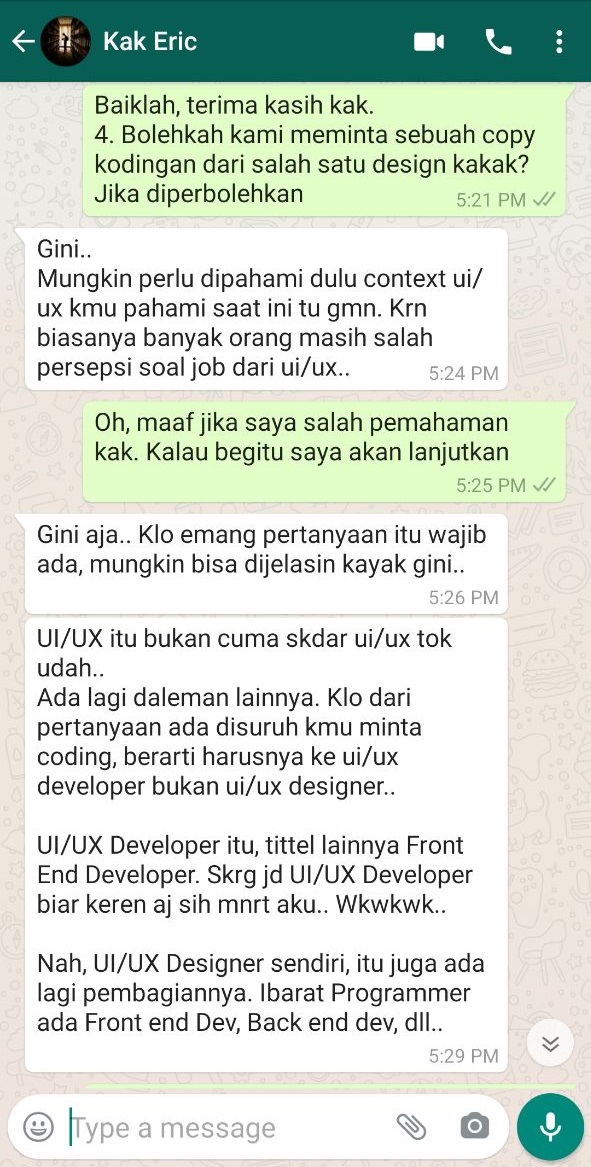 Kak Eric
Baiklah, terima kasih kak.
4. Bolehkah kami meminta sebuah copy
kodingan dari salah satu design kakak?
Jika diperbolehkan
5:21 PM
Gini..
Mungkin perlu dipahami dulu context ui/
ux kmu pahami saat ini tu gmn. Krn
biasanya banyak orang masih salah
persepsi soal job dari ui/ux..
5:24 PM
Oh, maaf jika saya salah pemahaman
kak. Kalau begitu saya akan lanjutkan
5:25 PM
Gini aja.. Klo emang pertanyaan itu wajib
ada, mungkin bisa dijelasin kayak gini..
5:26 PM
UI/UX itu bukan cuma skdar ui/ux tok
udah..
Ada lagi daleman lainnya. Klo dari
pertanyaan ada disuruh kmu minta
coding, berarti harusnya ke ui/ux
developer bukan ui/ux designer..
UI/UX Developer itu, tittel lainnya Front
End Developer. Skrg jd UI/UX Developer
biar keren aj sih mnrt aku.. Wkwkwk..
Nah, UI/UX Designer sendiri, itu juga ada
lagi pembagiannya. Ibarat Programmer
ada Front end Dev, Back end dev, dll..
5:29 PM
Type a message